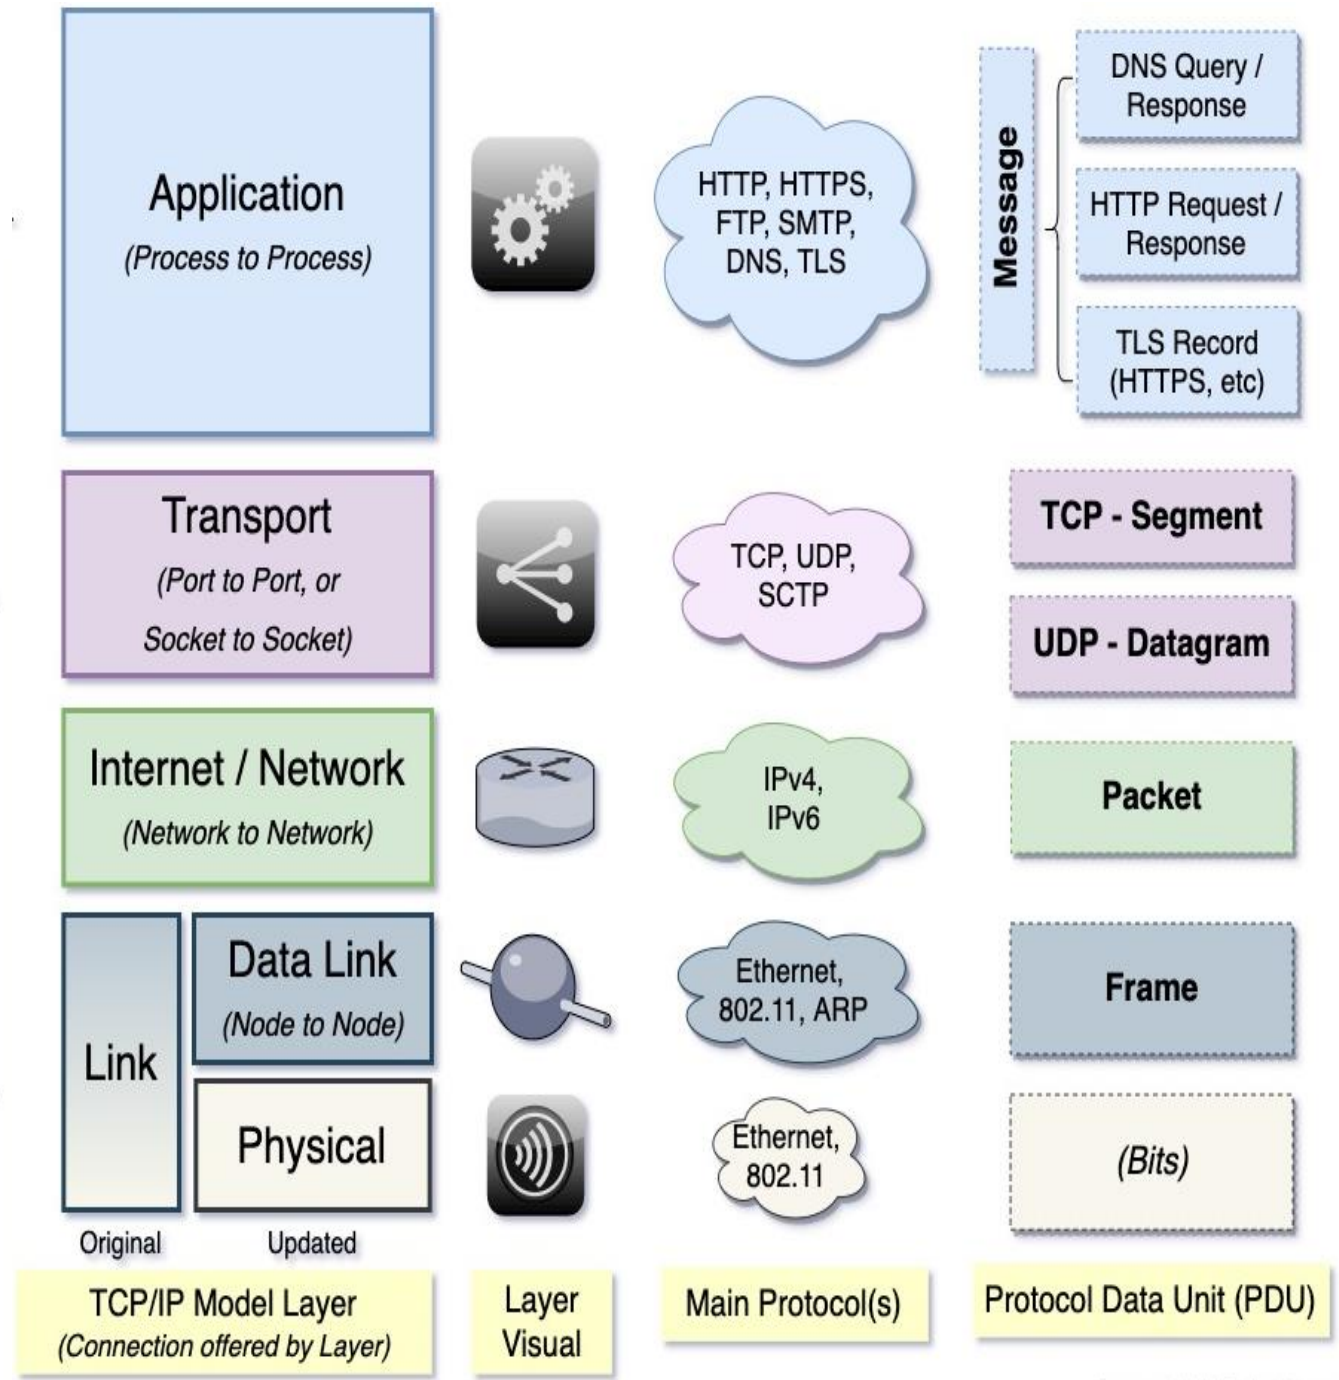 Application
(Process to Process)
HTTP, HTTPS,
FTP, SMTP,
DNS, TLS
Message
DNS Query /
Response
HTTP Request /
Response
TLS Record
(HTTPS, etc)
Transport
(Port to Port, or
Socket to Socket)
TCP, UDP,
SCTP
TCP - Segment
UDP - Datagram
Internet / Network
(Network to Network)
IPv4,
IPv6
Packet
Link
Data Link
(Node to Node)
Ethernet,
802.11, ARP
Frame
Physical
Ethernet,
802.11
(Bits)
Original
Updated
TCP/IP Model Layer
(Connection offered by Layer)
Layer
Visual
Main Protocol(s)
Protocol Data Unit (PDU)